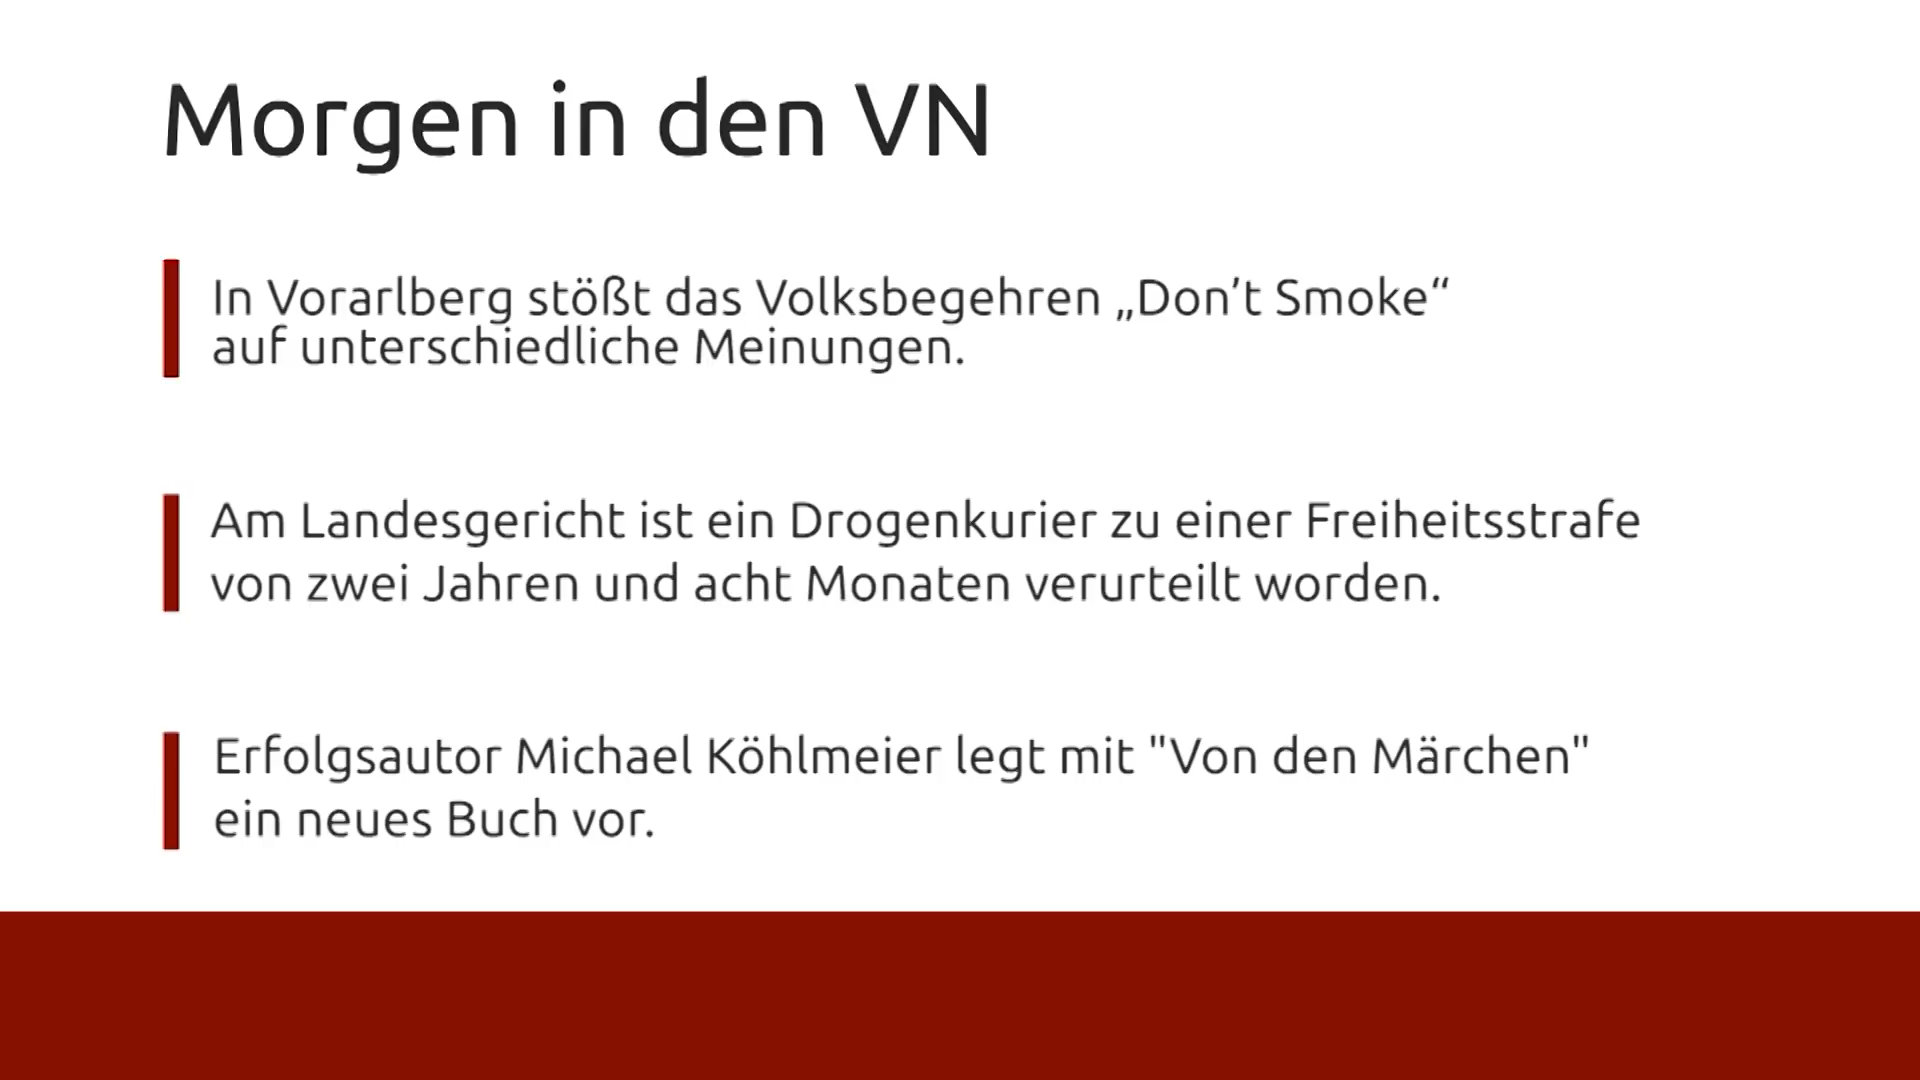 Morgen in den VN
In Vorarlberg stößt das Volksbegehren „Don’t Smoke“
auf unterschiedliche Meinungen.
Am Landesgericht ist ein Drogenkurier zu einer Freiheitsstrafe
von zwei Jahren und acht Monaten verurteilt worden.
Erfolgsautor Michael Köhlmeier legt mit "Von den Märchen"
ein neues Buch vor.